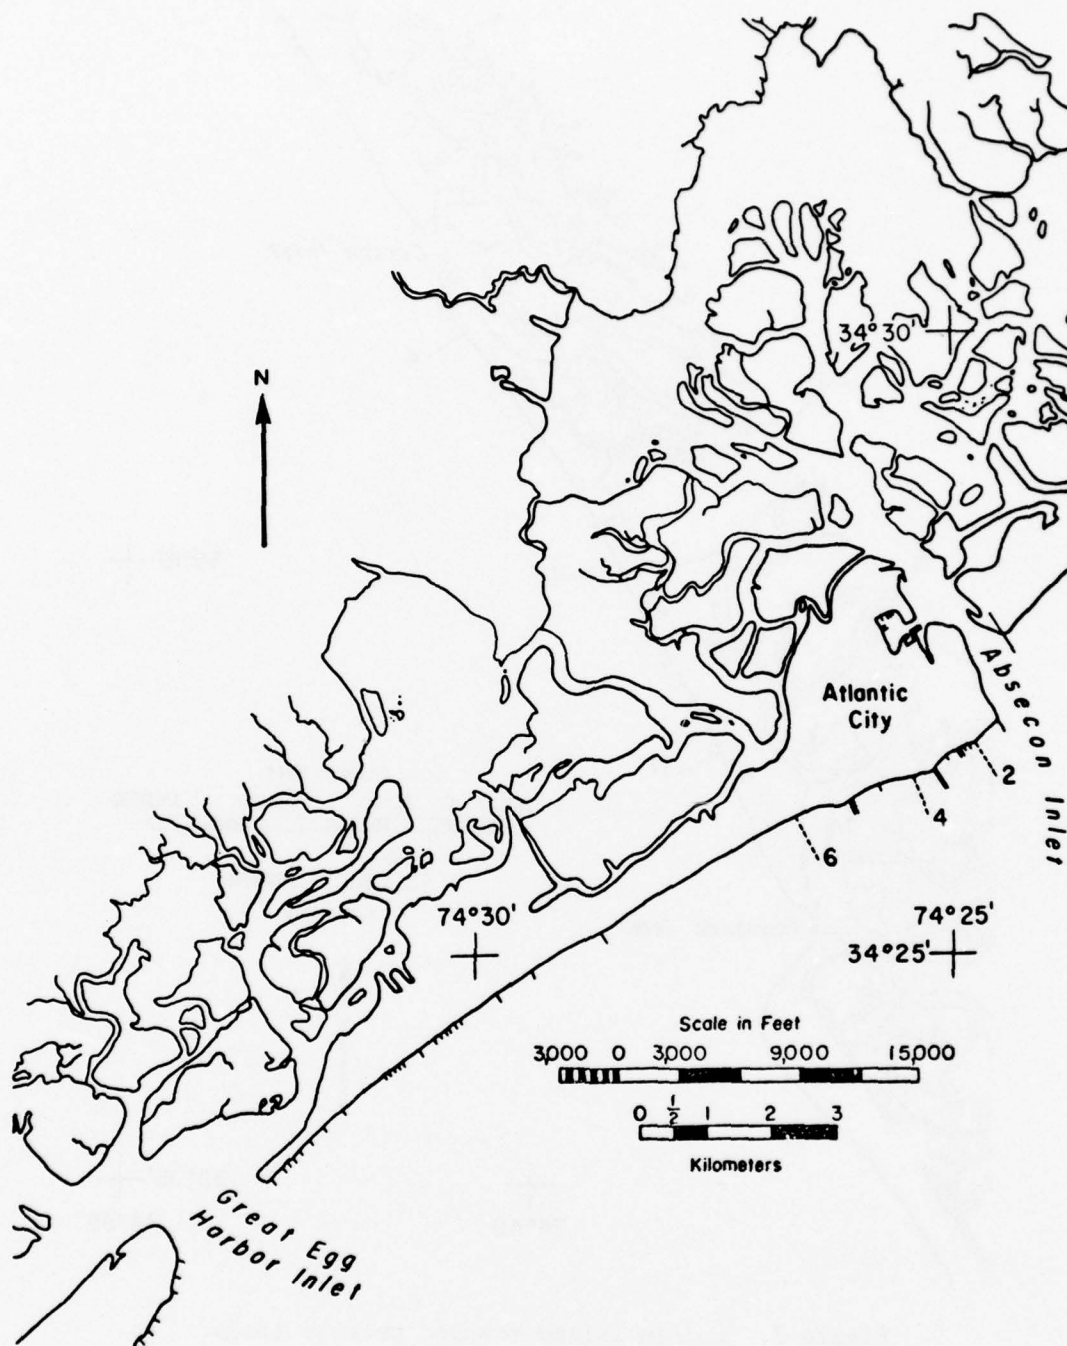 34°30'
N
Atlantic
City
Absecon Inlet
2
4
6
74°30'
74°25'
34°25'
Scale in Feet
3,000 0 3,000 9,000 15,000
0 1/2 1 2 3
Kilometers
Great Egg
Harbor Inlet